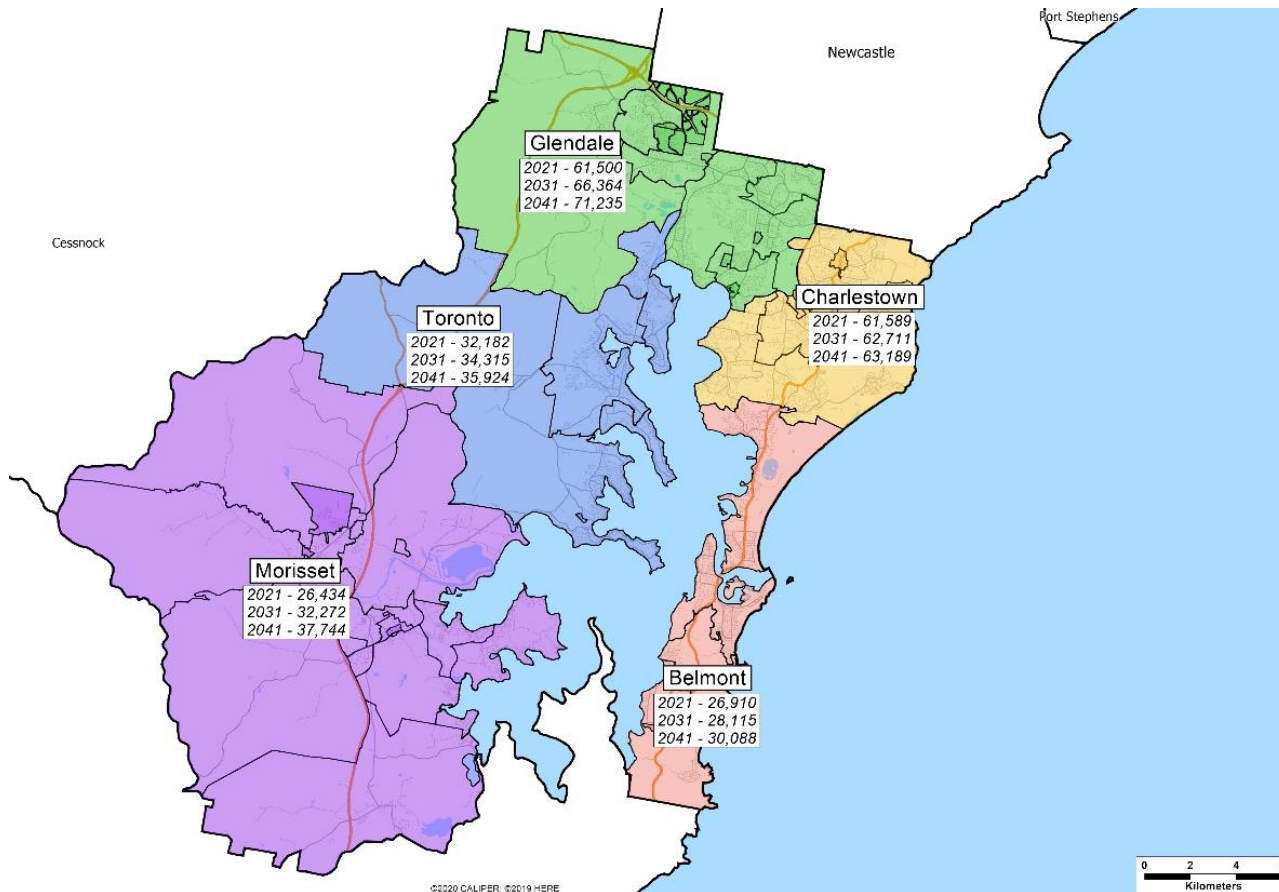 Port Stephens
Newcastle
Glendale
2021 - 61,500
2031 - 66,364
2041 - 71,235
Cessnock
Charlestown
2021 - 61,589
2031 - 62,711
2041 - 63,189
Toronto
2021 - 32,182
2031 - 34,315
2041 - 35,924
Morisset
2021 - 26,434
2031 - 32,272
2041 - 37,744
Belmont
2021 - 26,910
2031 - 28,115
2041 - 30,088
0 2 4
Kilometers
©2020 CALIPER; ©2019 HERE